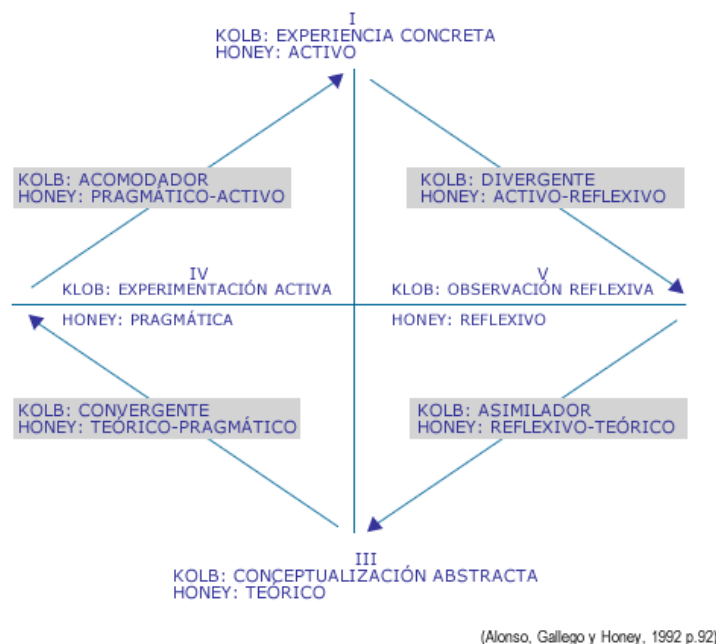 I
KOLB: EXPERIENCIA CONCRETA
HONEY: ACTIVO
KOLB: ACOMODADOR
HONEY: PRAGMÁTICO-ACTIVO
KOLB: DIVERGENTE
HONEY: ACTIVO-REFLEXIVO
IV
KLOB: EXPERIMENTACIÓN ACTIVA
HONEY: PRAGMÁTICA
V
KLOB: OBSERVACIÓN REFLEXIVA
HONEY: REFLEXIVO
KOLB: CONVERGENTE
HONEY: TEÓRICO-PRAGMÁTICO
KOLB: ASIMILADOR
HONEY: REFLEXIVO-TEÓRICO
III
KOLB: CONCEPTUALIZACIÓN ABSTRACTA
HONEY: TEÓRICO
(Alonso, Gallego y Honey, 1992 p.92)